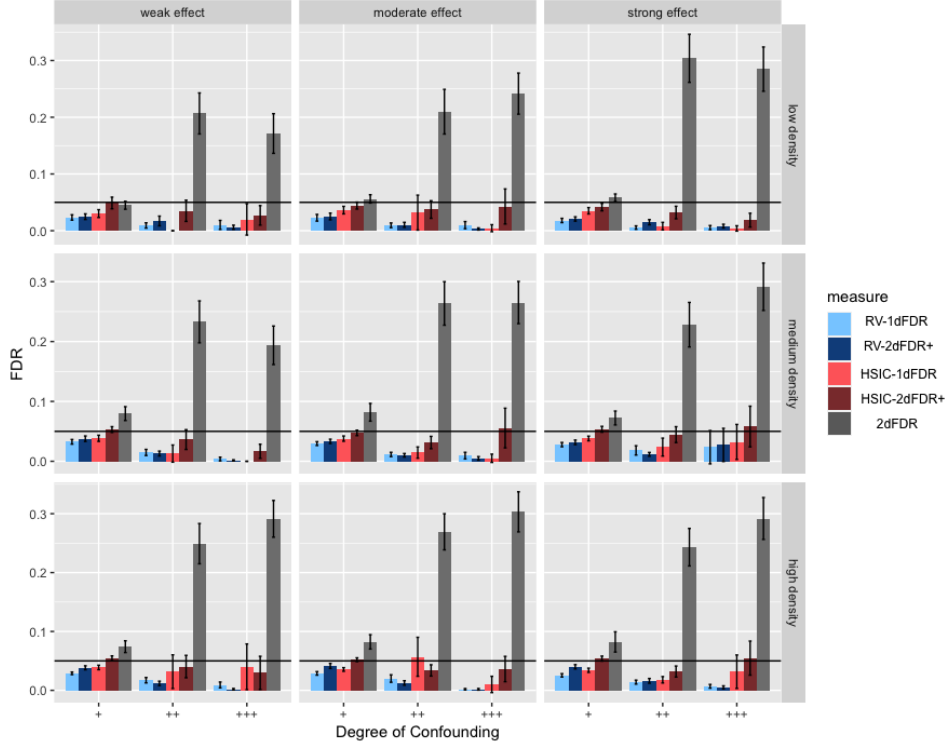 weak effect
moderate effect
strong effect
0.3
0.2
0.1
0.0
low density
0.3
0.2
0.1
0.0
medium density
0.3
0.2
0.1
0.0
high density
FDR
+
++
+++
+
++
+++
+
++
+++
Degree of Confounding
measure
RV-1dFDR
RV-2dFDR+
HSIC-1dFDR
HSIC-2dFDR+
2dFDR